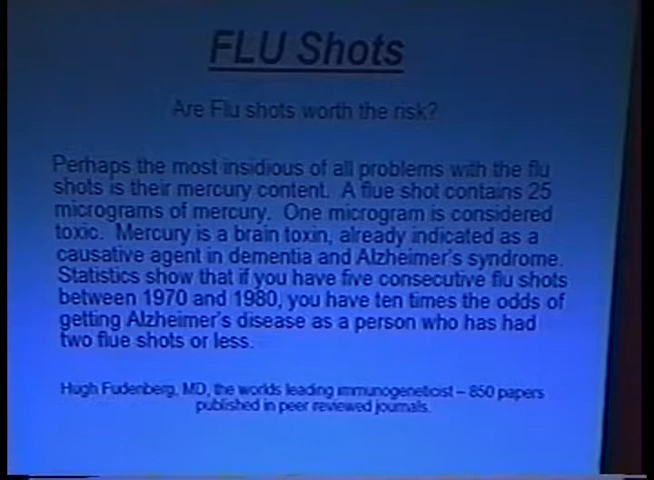 FLU Shots
Are Flu shots worth the risk?
Perhaps the most insidious of all problems with the flu
shots is their mercury content. A flue shot contains 25
micrograms of mercury. One microgram is considered
toxic. Mercury is a brain toxin, already indicated as a
causative agent in dementia and Alzheimer's syndrome.
Statistics show that if you have five consecutive flu shots
between 1970 and 1980, you have ten times the odds of
getting Alzheimer's disease as a person who has had
two flue shots or less.
Hugh Fudenberg, MD, the worlds leading immunogeneticist – 850 papers
published in peer reviewed journals.